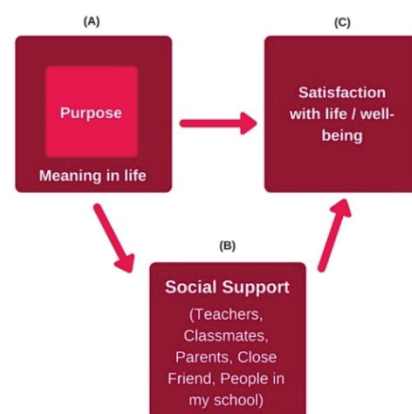 (A)
Purpose
Meaning in life
(C)
Satisfaction
with life / well-
being
(B)
Social Support
(Teachers,
Classmates,
Parents, Close
Friend, People in
my school)